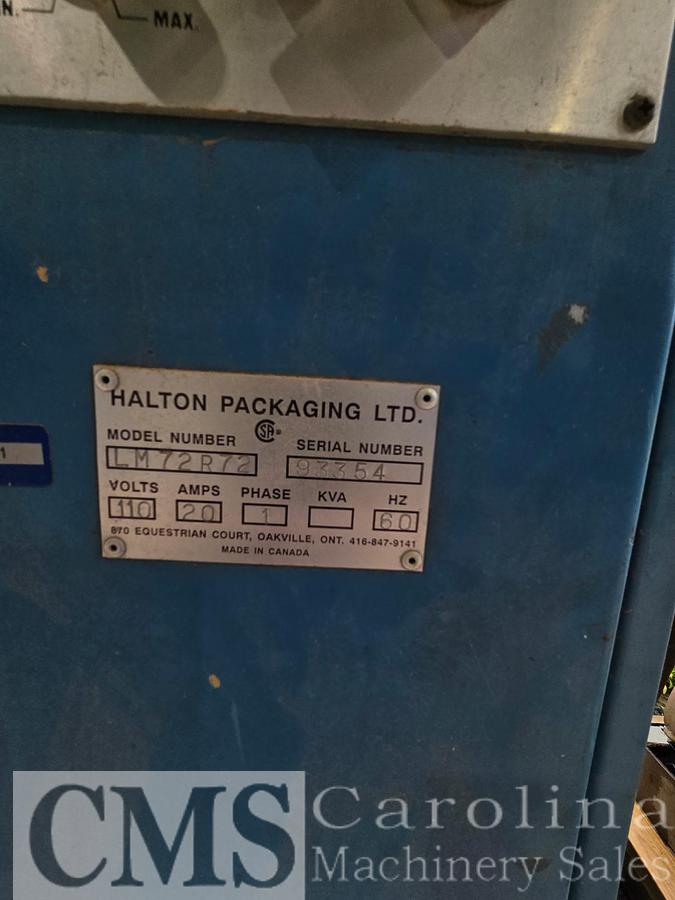 MAX.
HALTON PACKAGING LTD.
MODEL NUMBER
SERIAL NUMBER
LM72R72
93354
VOLTS AMPS PHASE KVA HZ
110 20 1 60
870 EQUESTRIAN COURT, OAKVILLE, ONT. 416-847-9141
MADE IN CANADA
1
CMS Carolina
Machinery Sales